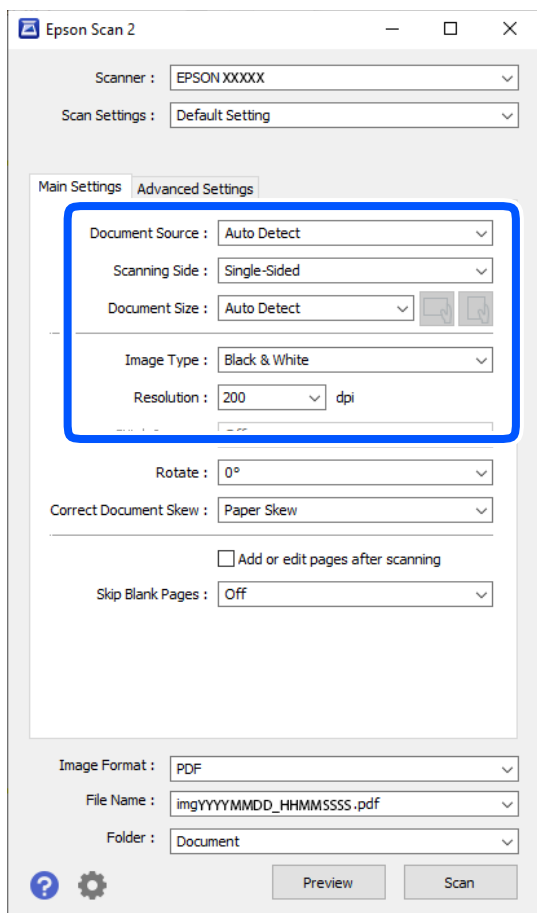 Epson Scan 2
Scanner : EPSON XXXXX
Scan Settings : Default Setting
Main Settings Advanced Settings
Document Source : Auto Detect
Scanning Side : Single-Sided
Document Size : Auto Detect
Image Type : Black & White
Resolution : 200 dpi
Rotate : 0°
Correct Document Skew : Paper Skew
Add or edit pages after scanning
Skip Blank Pages : Off
Image Format : PDF
File Name : imgYYYYMMDD_HHMMSSSS.pdf
Folder : Document
? Preview Scan